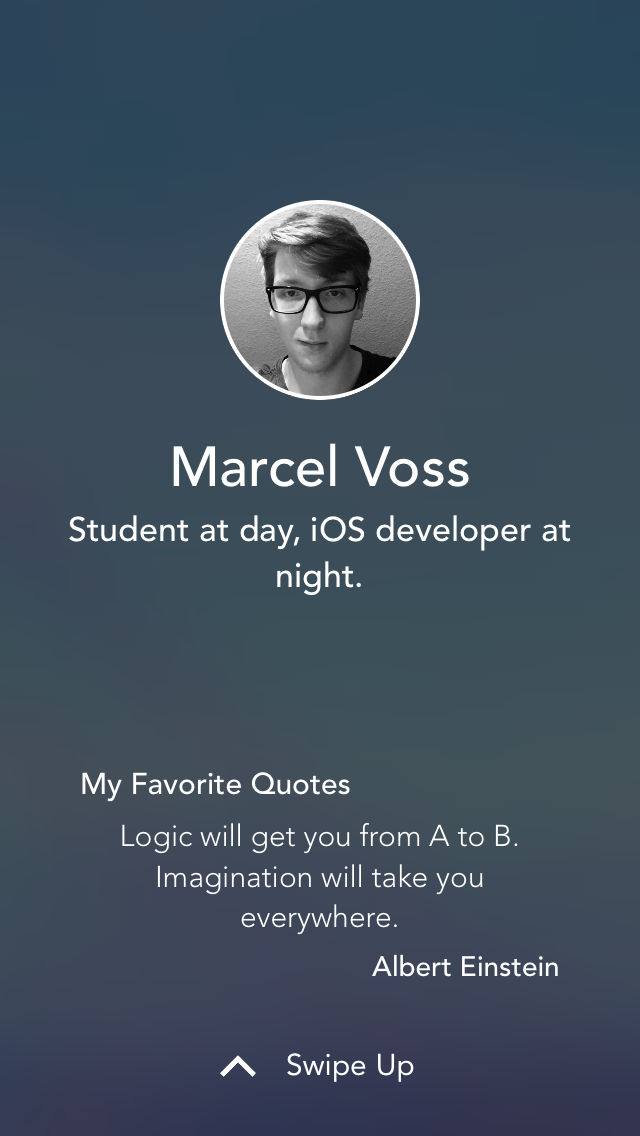 Marcel Voss
Student at day, iOS developer at
night.
My Favorite Quotes
Logic will get you from A to B.
Imagination will take you
everywhere.
Albert Einstein
Swipe Up